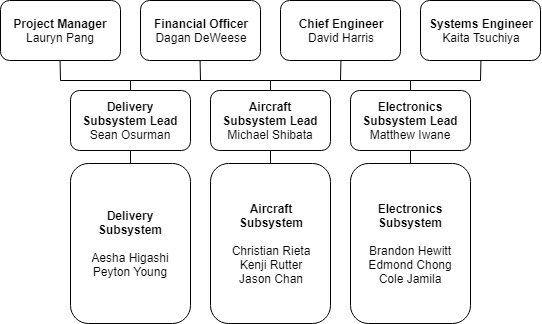 Project Manager
Lauryn Pang
Financial Officer
Dagan DeWeese
Chief Engineer
David Harris
Systems Engineer
Kaita Tsuchiya
Delivery
Subsystem Lead
Sean Osurman
Aircraft
Subsystem Lead
Michael Shibata
Electronics
Subsystem Lead
Matthew Iwane
Delivery
Subsystem
Aesha Higashi
Peyton Young
Aircraft
Subsystem
Christian Rieta
Kenji Rutter
Jason Chan
Electronics
Subsystem
Brandon Hewitt
Edmond Chong
Cole Jamila